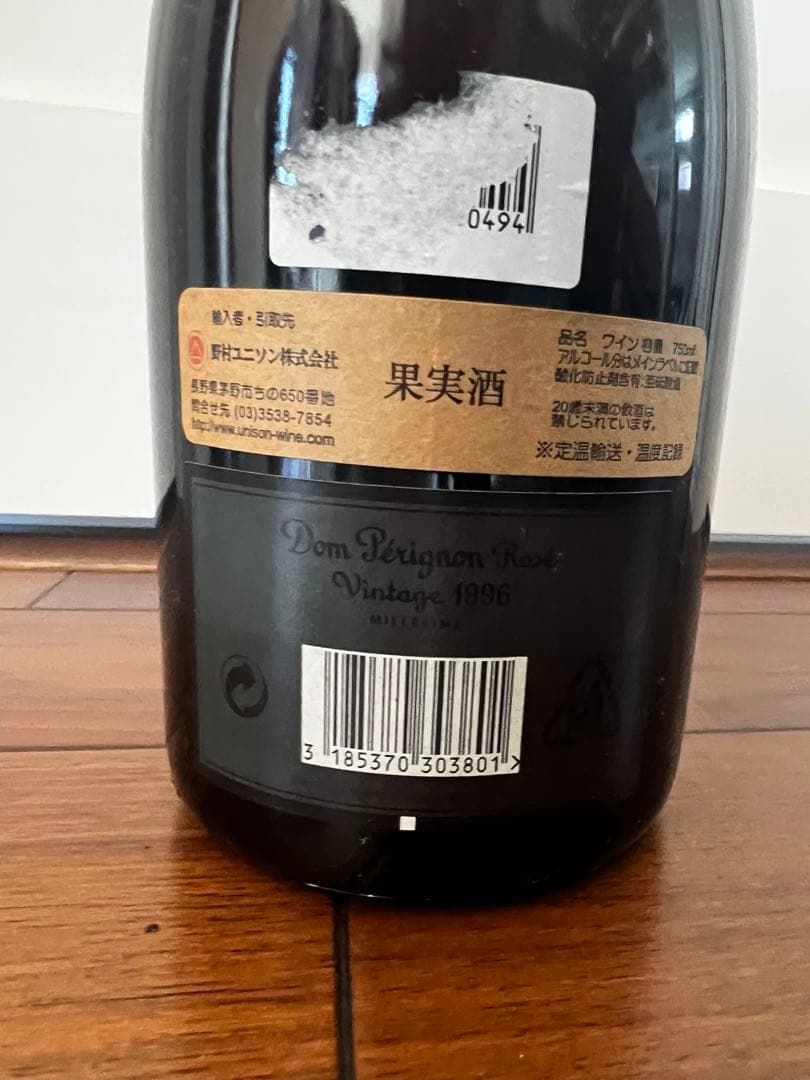 0494
輸入者・引取先
野村ユニソン株式会社
長野県茅野市ちの650番地
問合せ先 (03)3538-7854
http://www.unison-wine.com
果実酒
品名 ワイン 容量 750㎖
アルコール分はメインラベルに記載
酸化防止剤含有:亜硫酸塩
20歳未満の飲酒は
禁じられています。
※定温輸送・温度記録
Dom Pérignon Rosé
Vintage 1996
MILLÉSIME
3 185370 303801 >